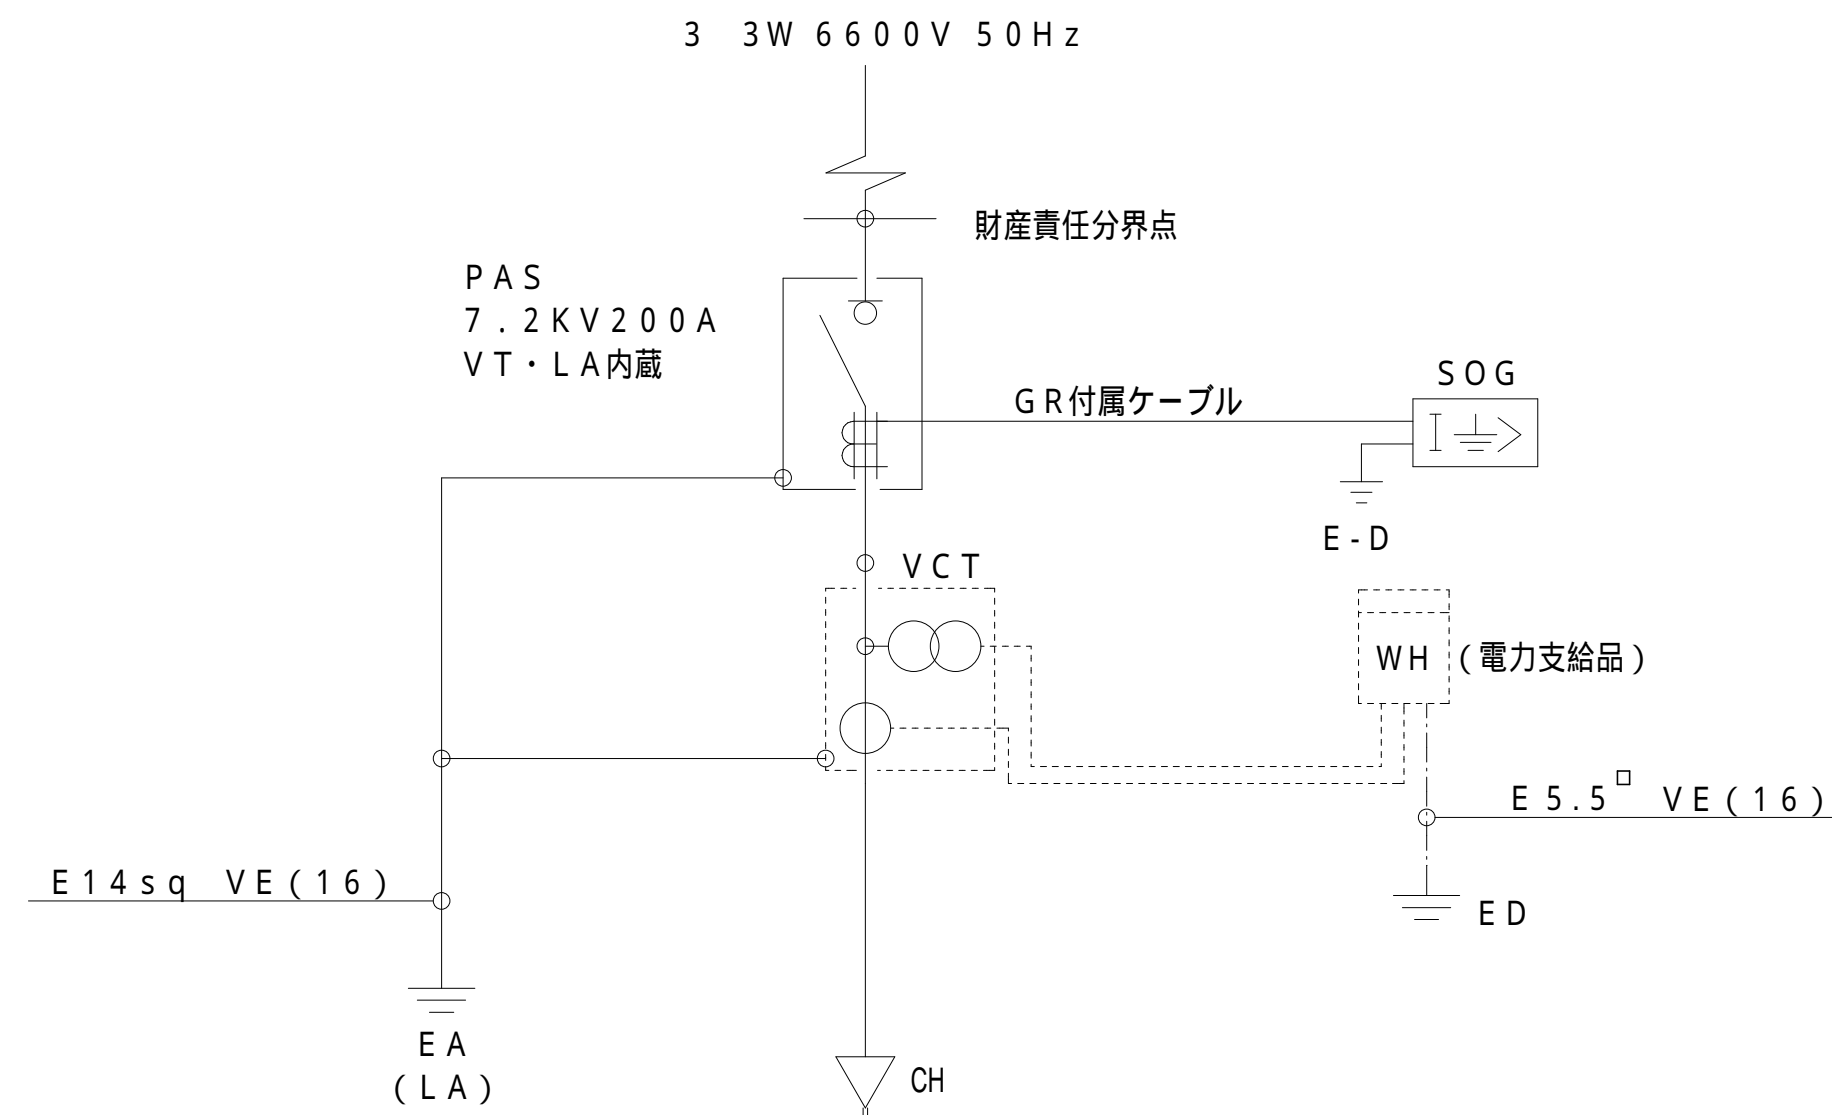 3 3W 6600V 50Hz
財産責任分界点
PAS
7.2KV200A
VT・LA内蔵
GR付属ケーブル
SOG
E-D
VCT
WH
(電力支給品)
E 5.5□ VE(16)
E14sq VE(16)
ED
EA
(LA)
CH